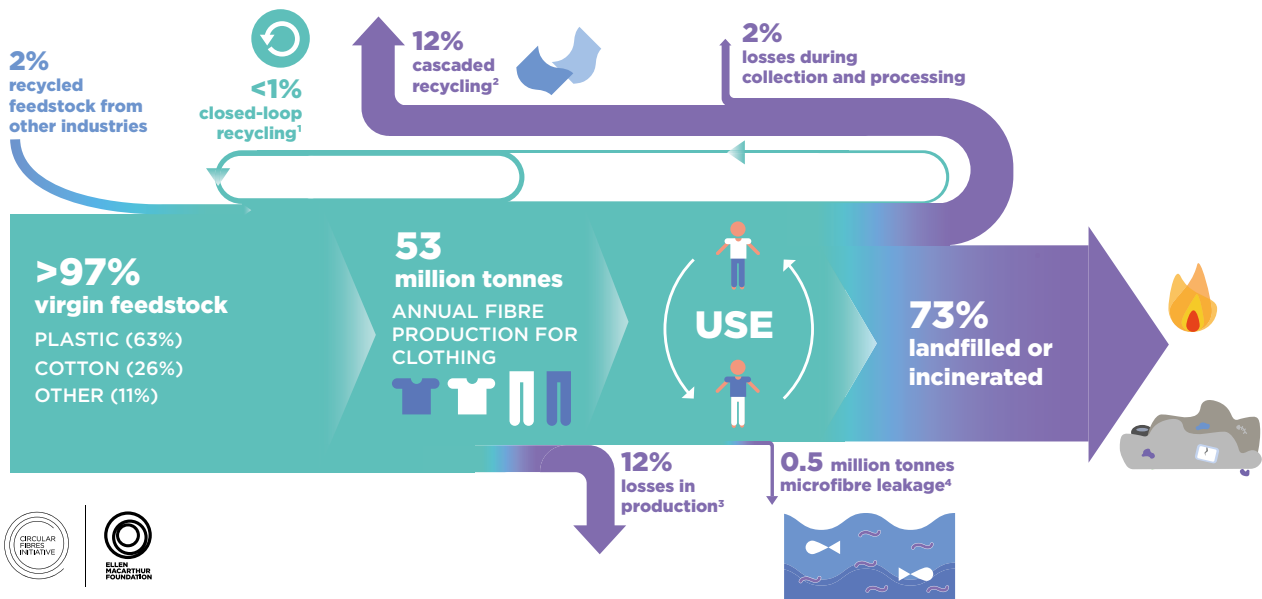 2%
recycled
feedstock from
other industries
<1%
closed-loop
recycling¹
12%
cascaded
recycling²
2%
losses during
collection and processing
>97%
virgin feedstock
PLASTIC (63%)
COTTON (26%)
OTHER (11%)
53
million tonnes
ANNUAL FIBRE
PRODUCTION FOR
CLOTHING
USE
73%
landfilled or
incinerated
12%
losses in
production³
0.5 million tonnes
microfibre leakage⁴
CIRCULAR
FIBRES
INITIATIVE
ELLEN
MACARTHUR
FOUNDATION